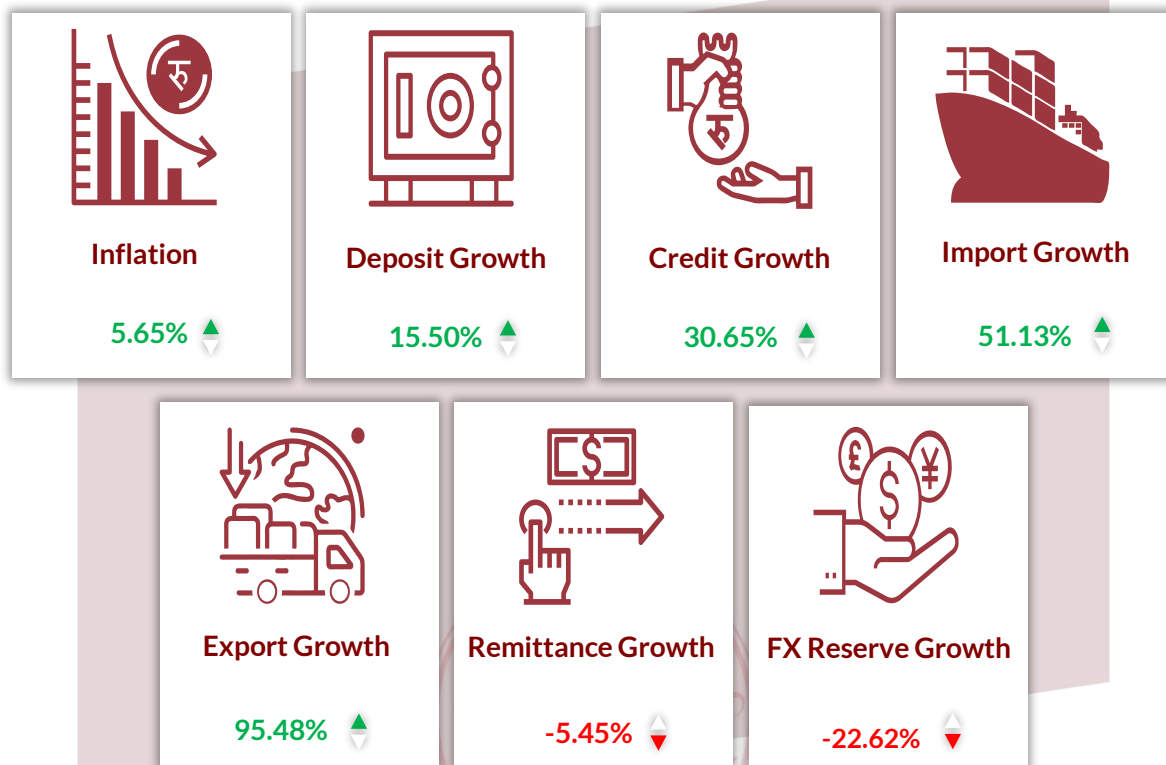 Inflation
5.65%
Deposit Growth
15.50%
Credit Growth
30.65%
Import Growth
51.13%
Export Growth
95.48%
Remittance Growth
-5.45%
FX Reserve Growth
-22.62%